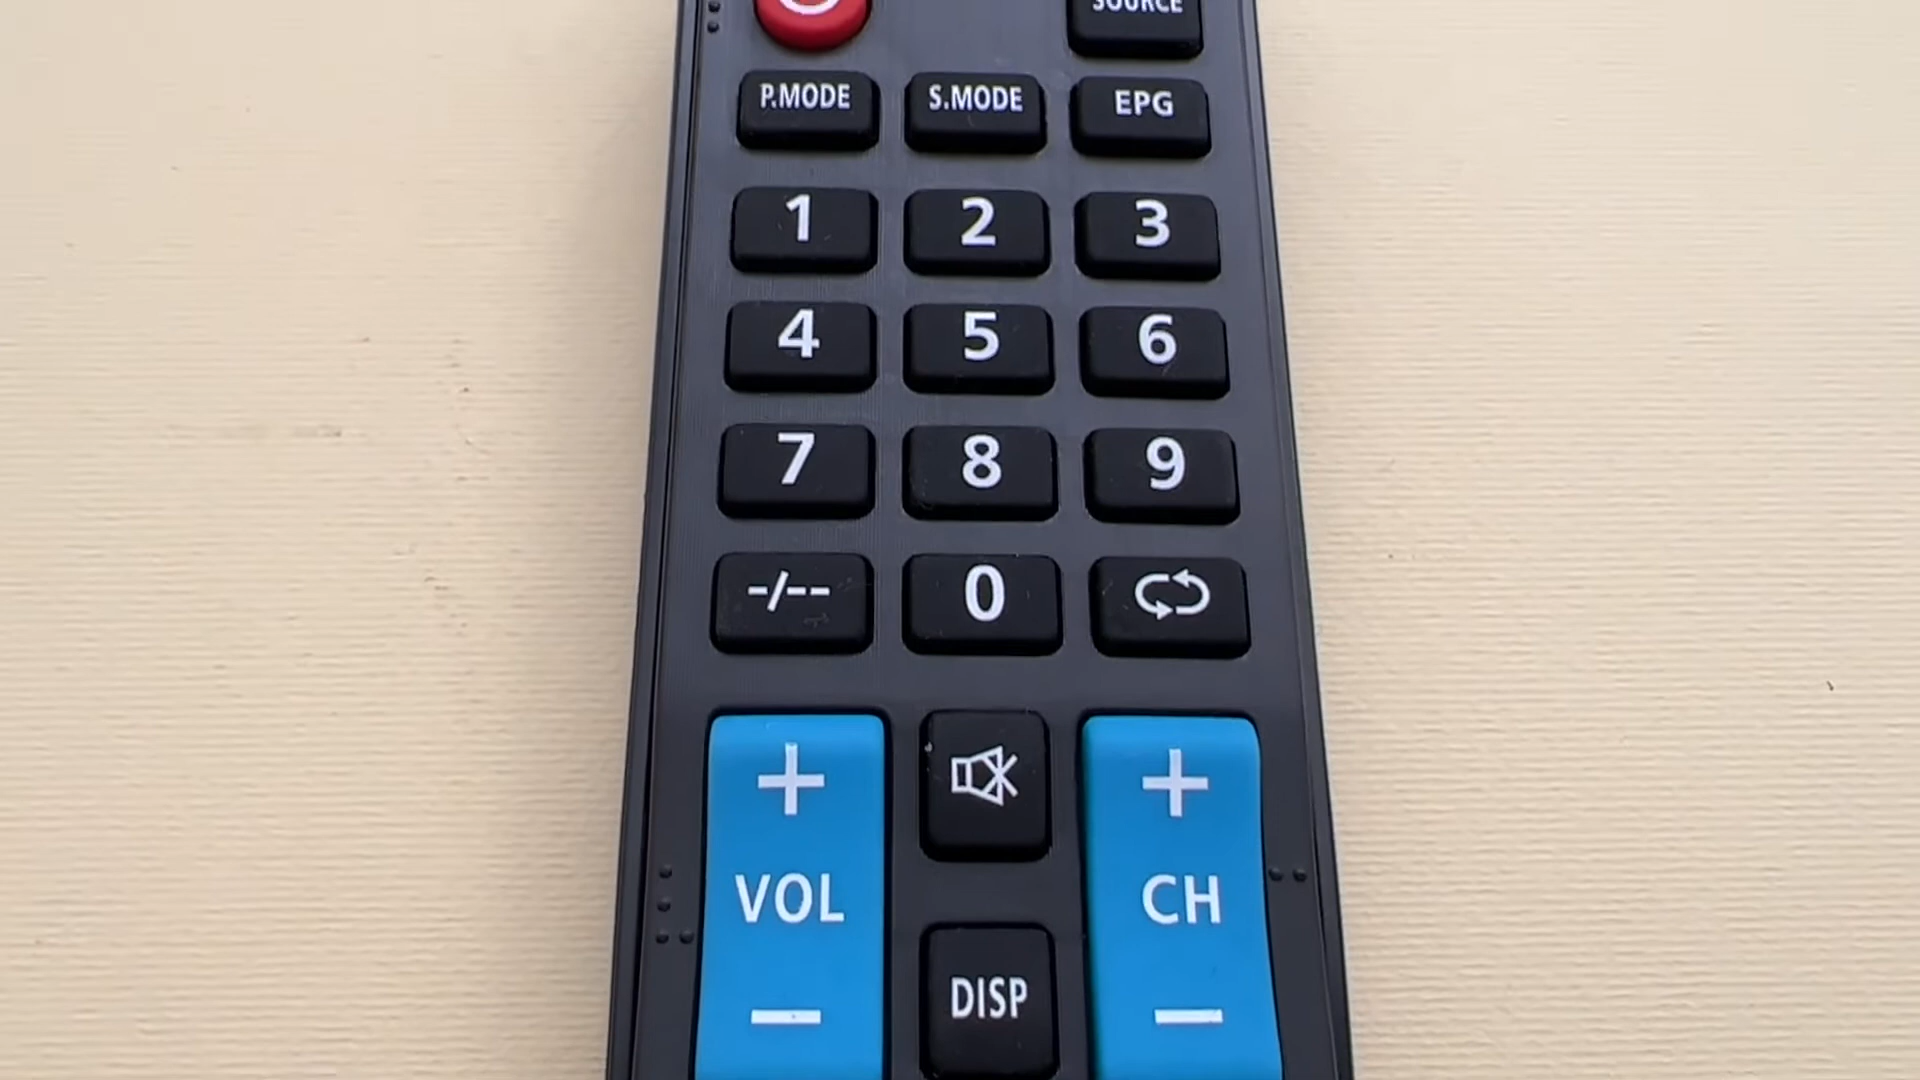 SOURCE
P.MODE S.MODE EPG
1 2 3
4 5 6
7 8 9
-/-- 0
+ +
VOL CH
DISP
- -